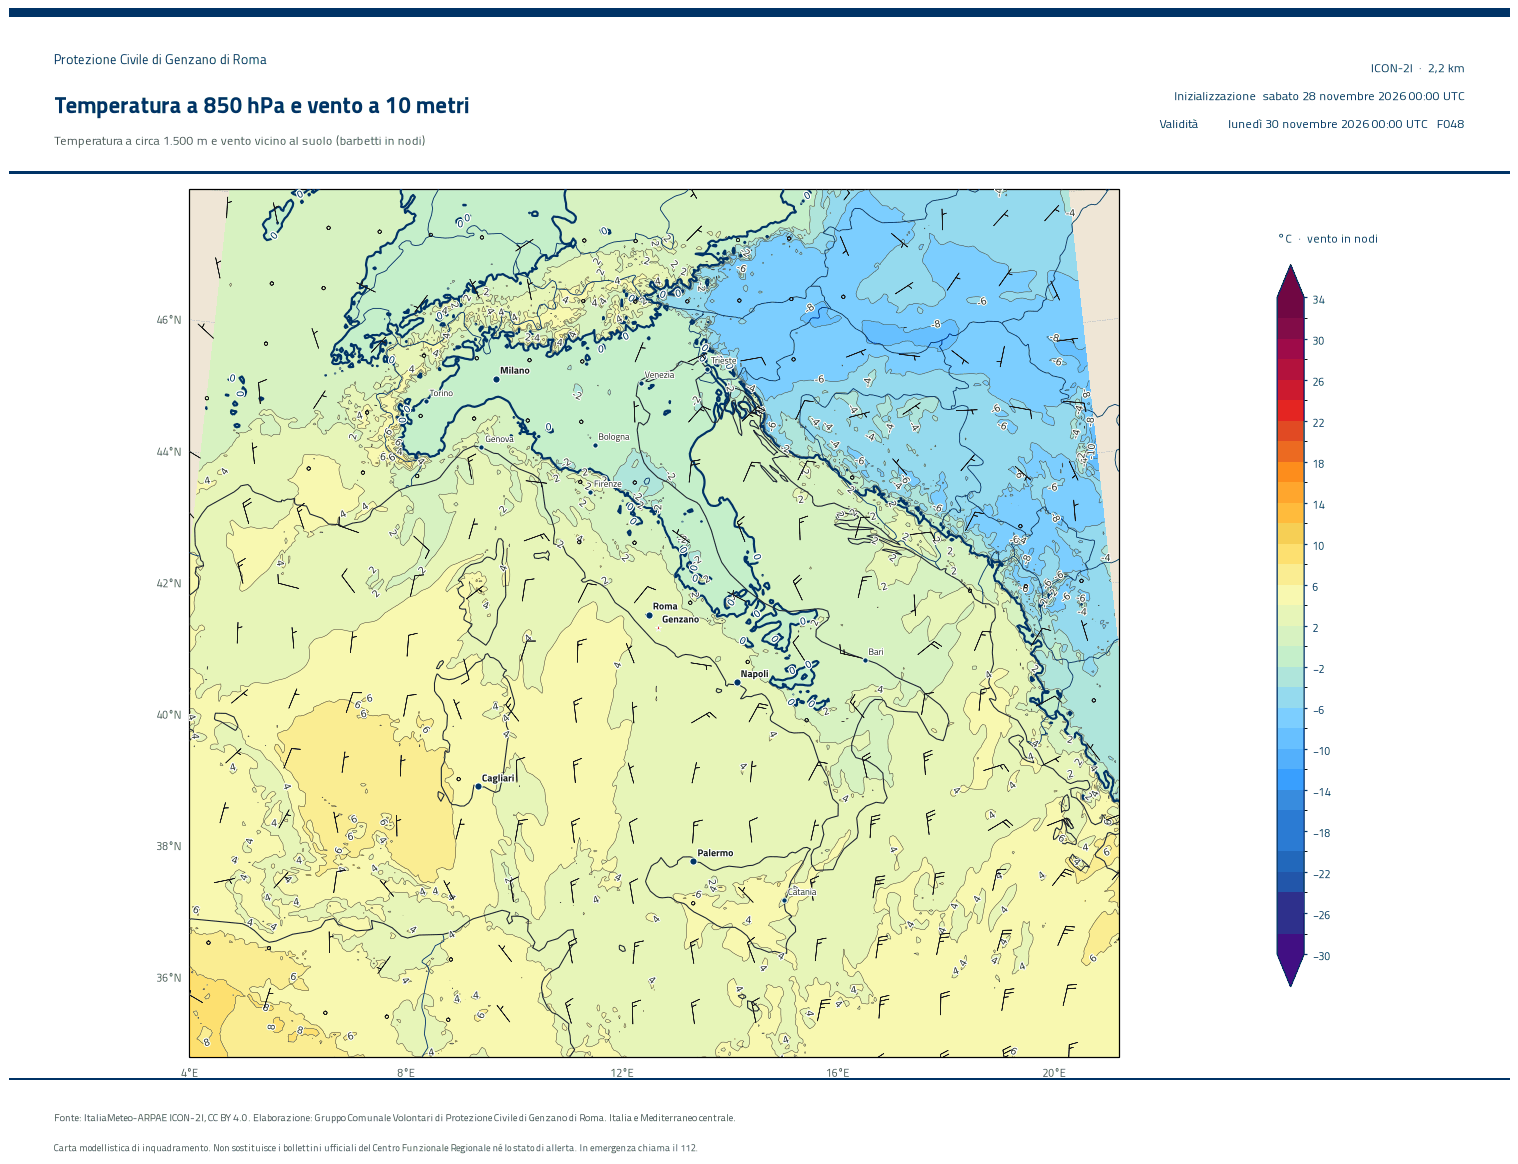 Protezione Civile di Genzano di Roma
Temperatura a 850 hPa e vento a 10 metri
Temperatura a circa 1.500 m e vento vicino al suolo (barbetti in nodi)
ICON-2I · 2,2 km
Inizializzazione sabato 28 novembre 2026 00:00 UTC
Validità lunedì 30 novembre 2026 00:00 UTC F048
°C · vento in nodi
34
30
26
22
18
14
10
6
2
−2
−6
−10
−14
−18
−22
−26
−30
46°N
44°N
42°N
40°N
38°N
36°N
4°E
8°E
12°E
16°E
20°E
Trieste
Milano
Venezia
Torino
Genova
Bologna
Firenze
Roma
Genzano
Bari
Napoli
Cagliari
Palermo
Catania
Fonte: ItaliaMeteo-ARPAE ICON-2I, CC BY 4.0. Elaborazione: Gruppo Comunale Volontari di Protezione Civile di Genzano di Roma. Italia e Mediterraneo centrale.
Carta modellistica di inquadramento. Non sostituisce i bollettini ufficiali del Centro Funzionale Regionale né lo stato di allerta. In emergenza chiama il 112.